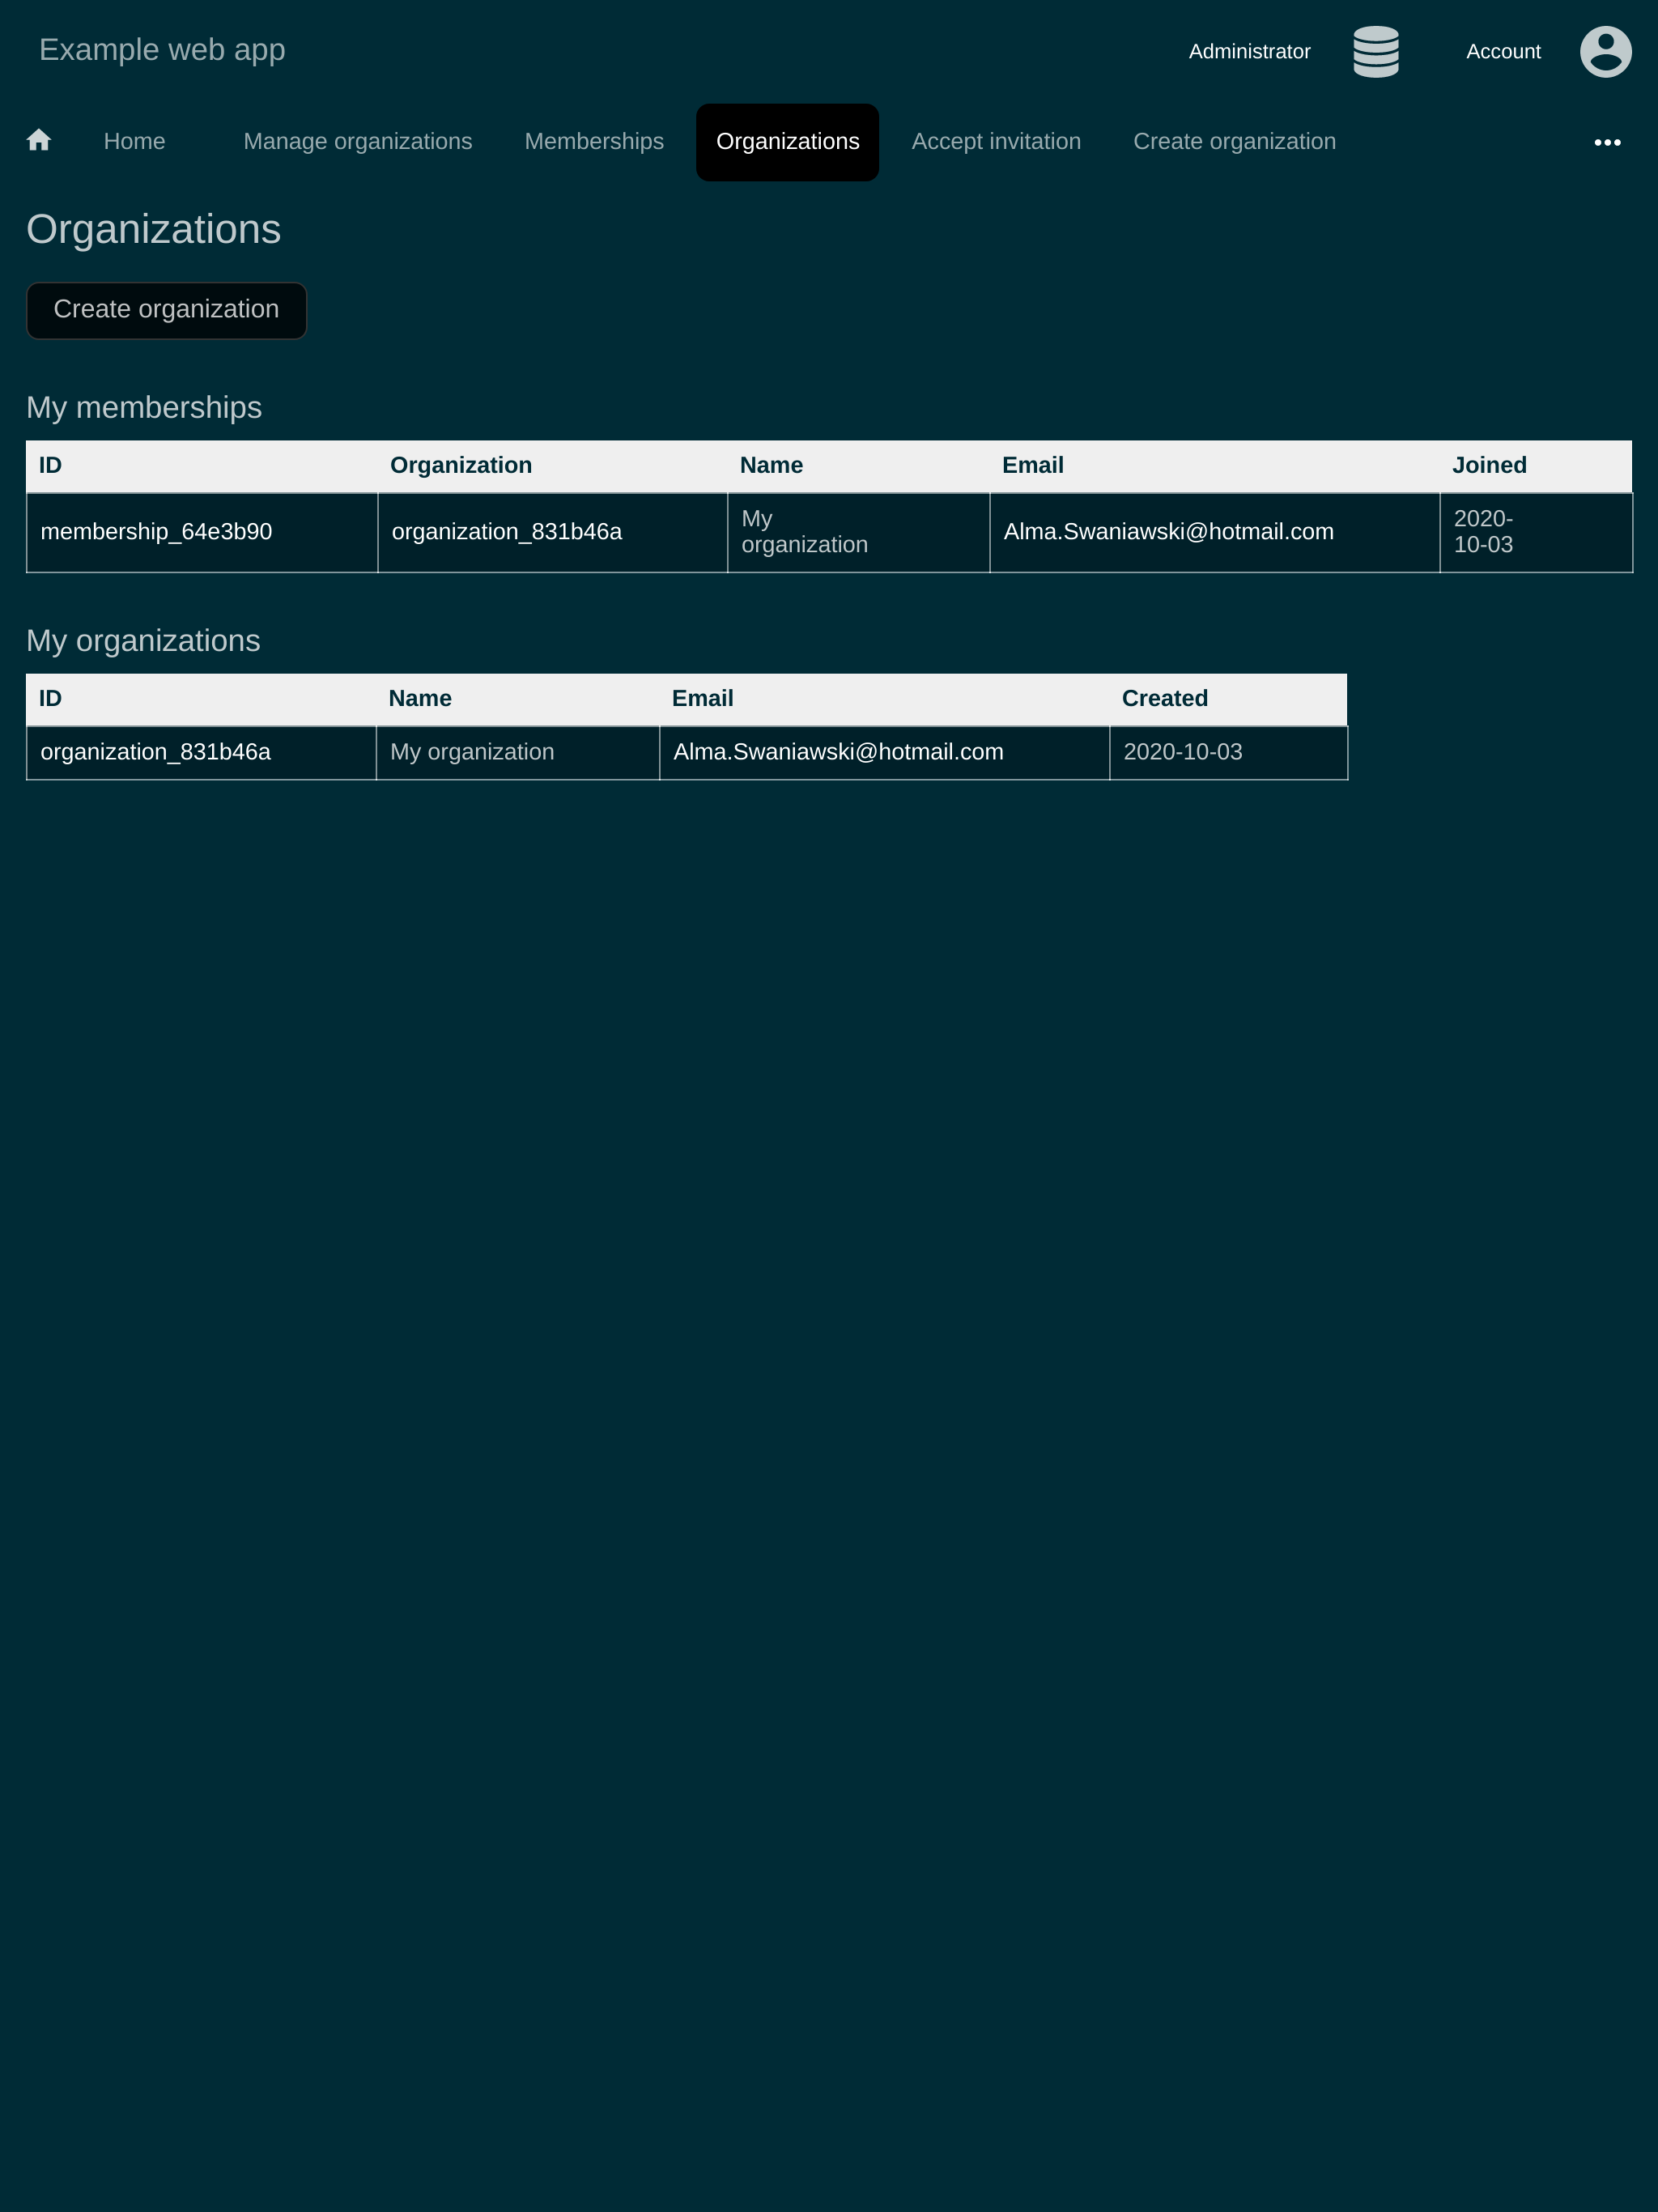 Example web app
Administrator
Account
Home
Manage organizations
Memberships
Organizations
Accept invitation
Create organization
Organizations
Create organization
My memberships
ID Organization Name Email Joined
membership_64e3b90 organization_831b46a My organization Alma.Swaniawski@hotmail.com 2020-10-03
My organizations
ID Name Email Created
organization_831b46a My organization Alma.Swaniawski@hotmail.com 2020-10-03